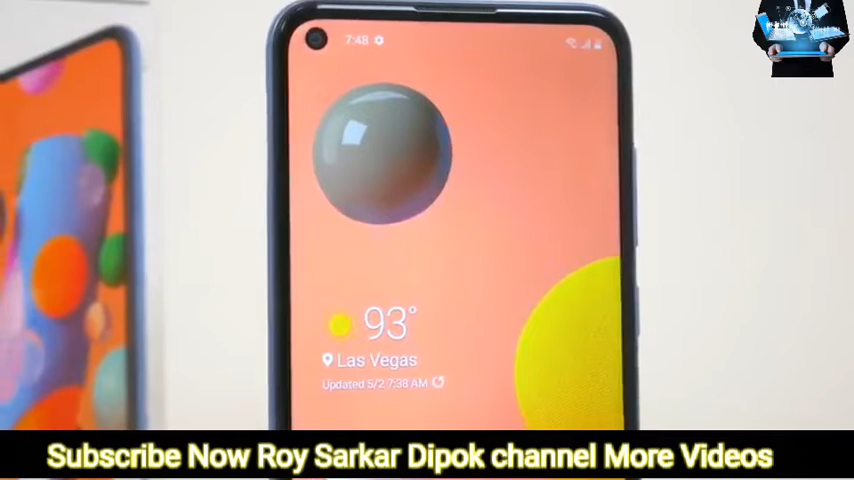 7:48
93°
Las Vegas
Updated 5/2 7:38 AM
Subscribe Now Roy Sarkar Dipok channel More Videos